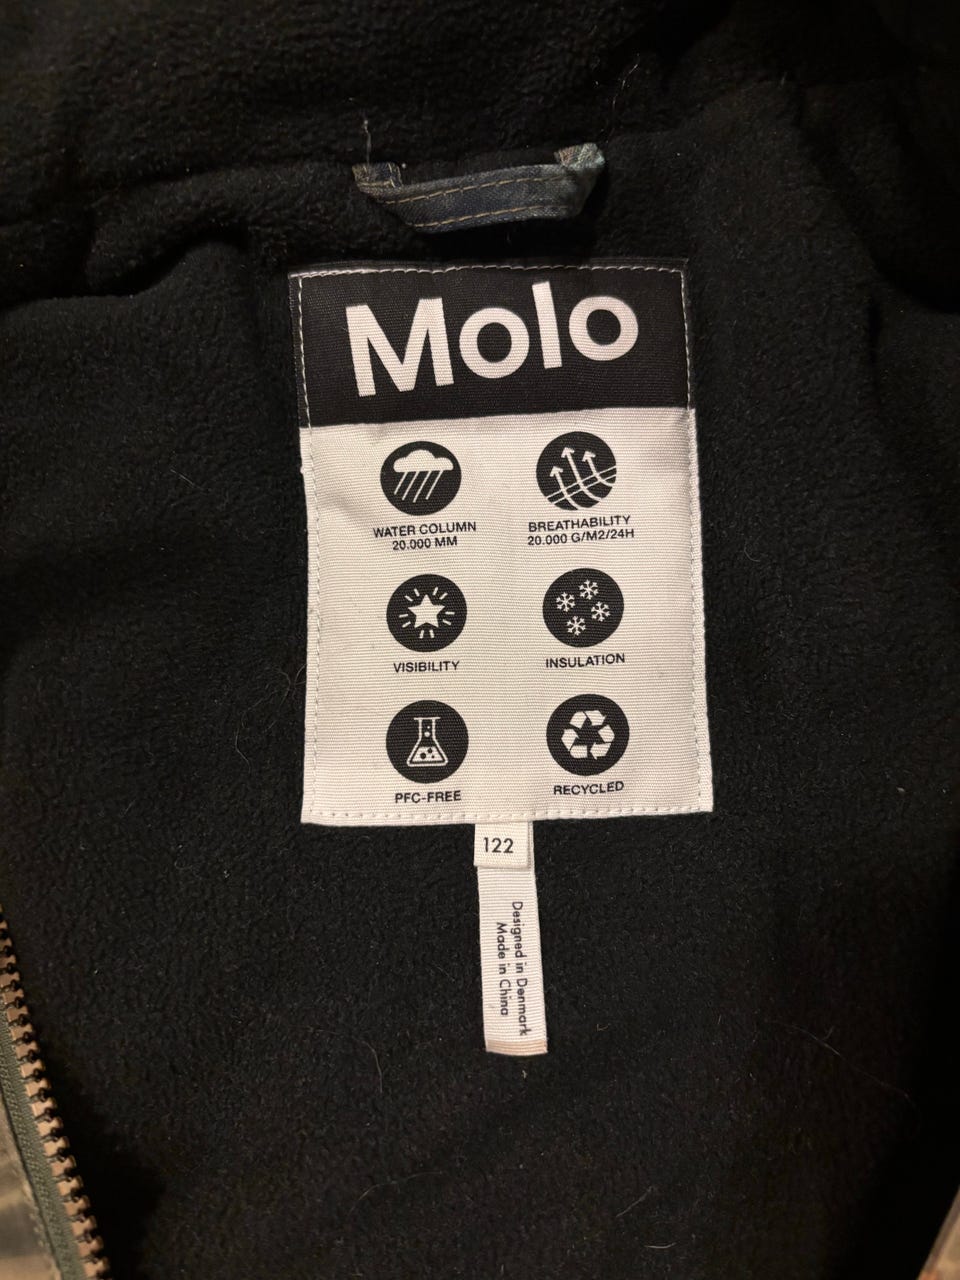 Molo
WATER COLUMN
20.000 MM
BREATHABILITY
20.000 G/M2/24H
VISIBILITY
INSULATION
PFC-FREE
RECYCLED
122
Designed in Denmark
Made in China